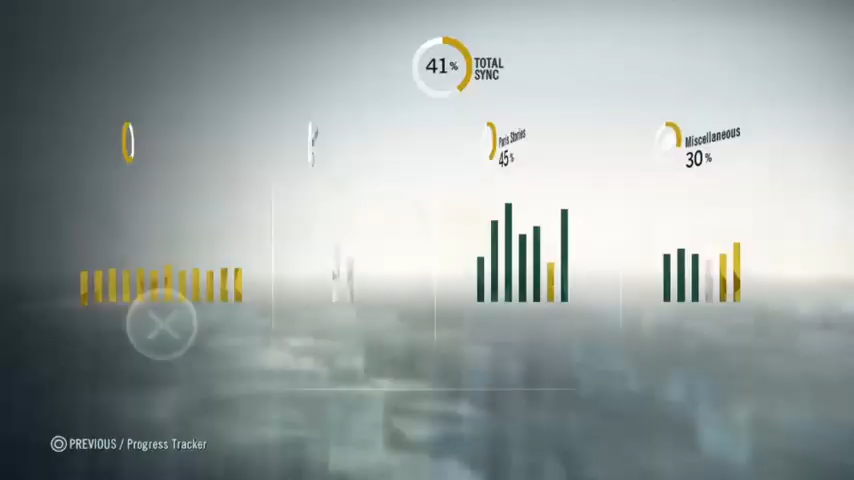 41%
TOTAL
SYNC
Paris Stories
45%
Miscellaneous
30%
PREVIOUS / Progress Tracker